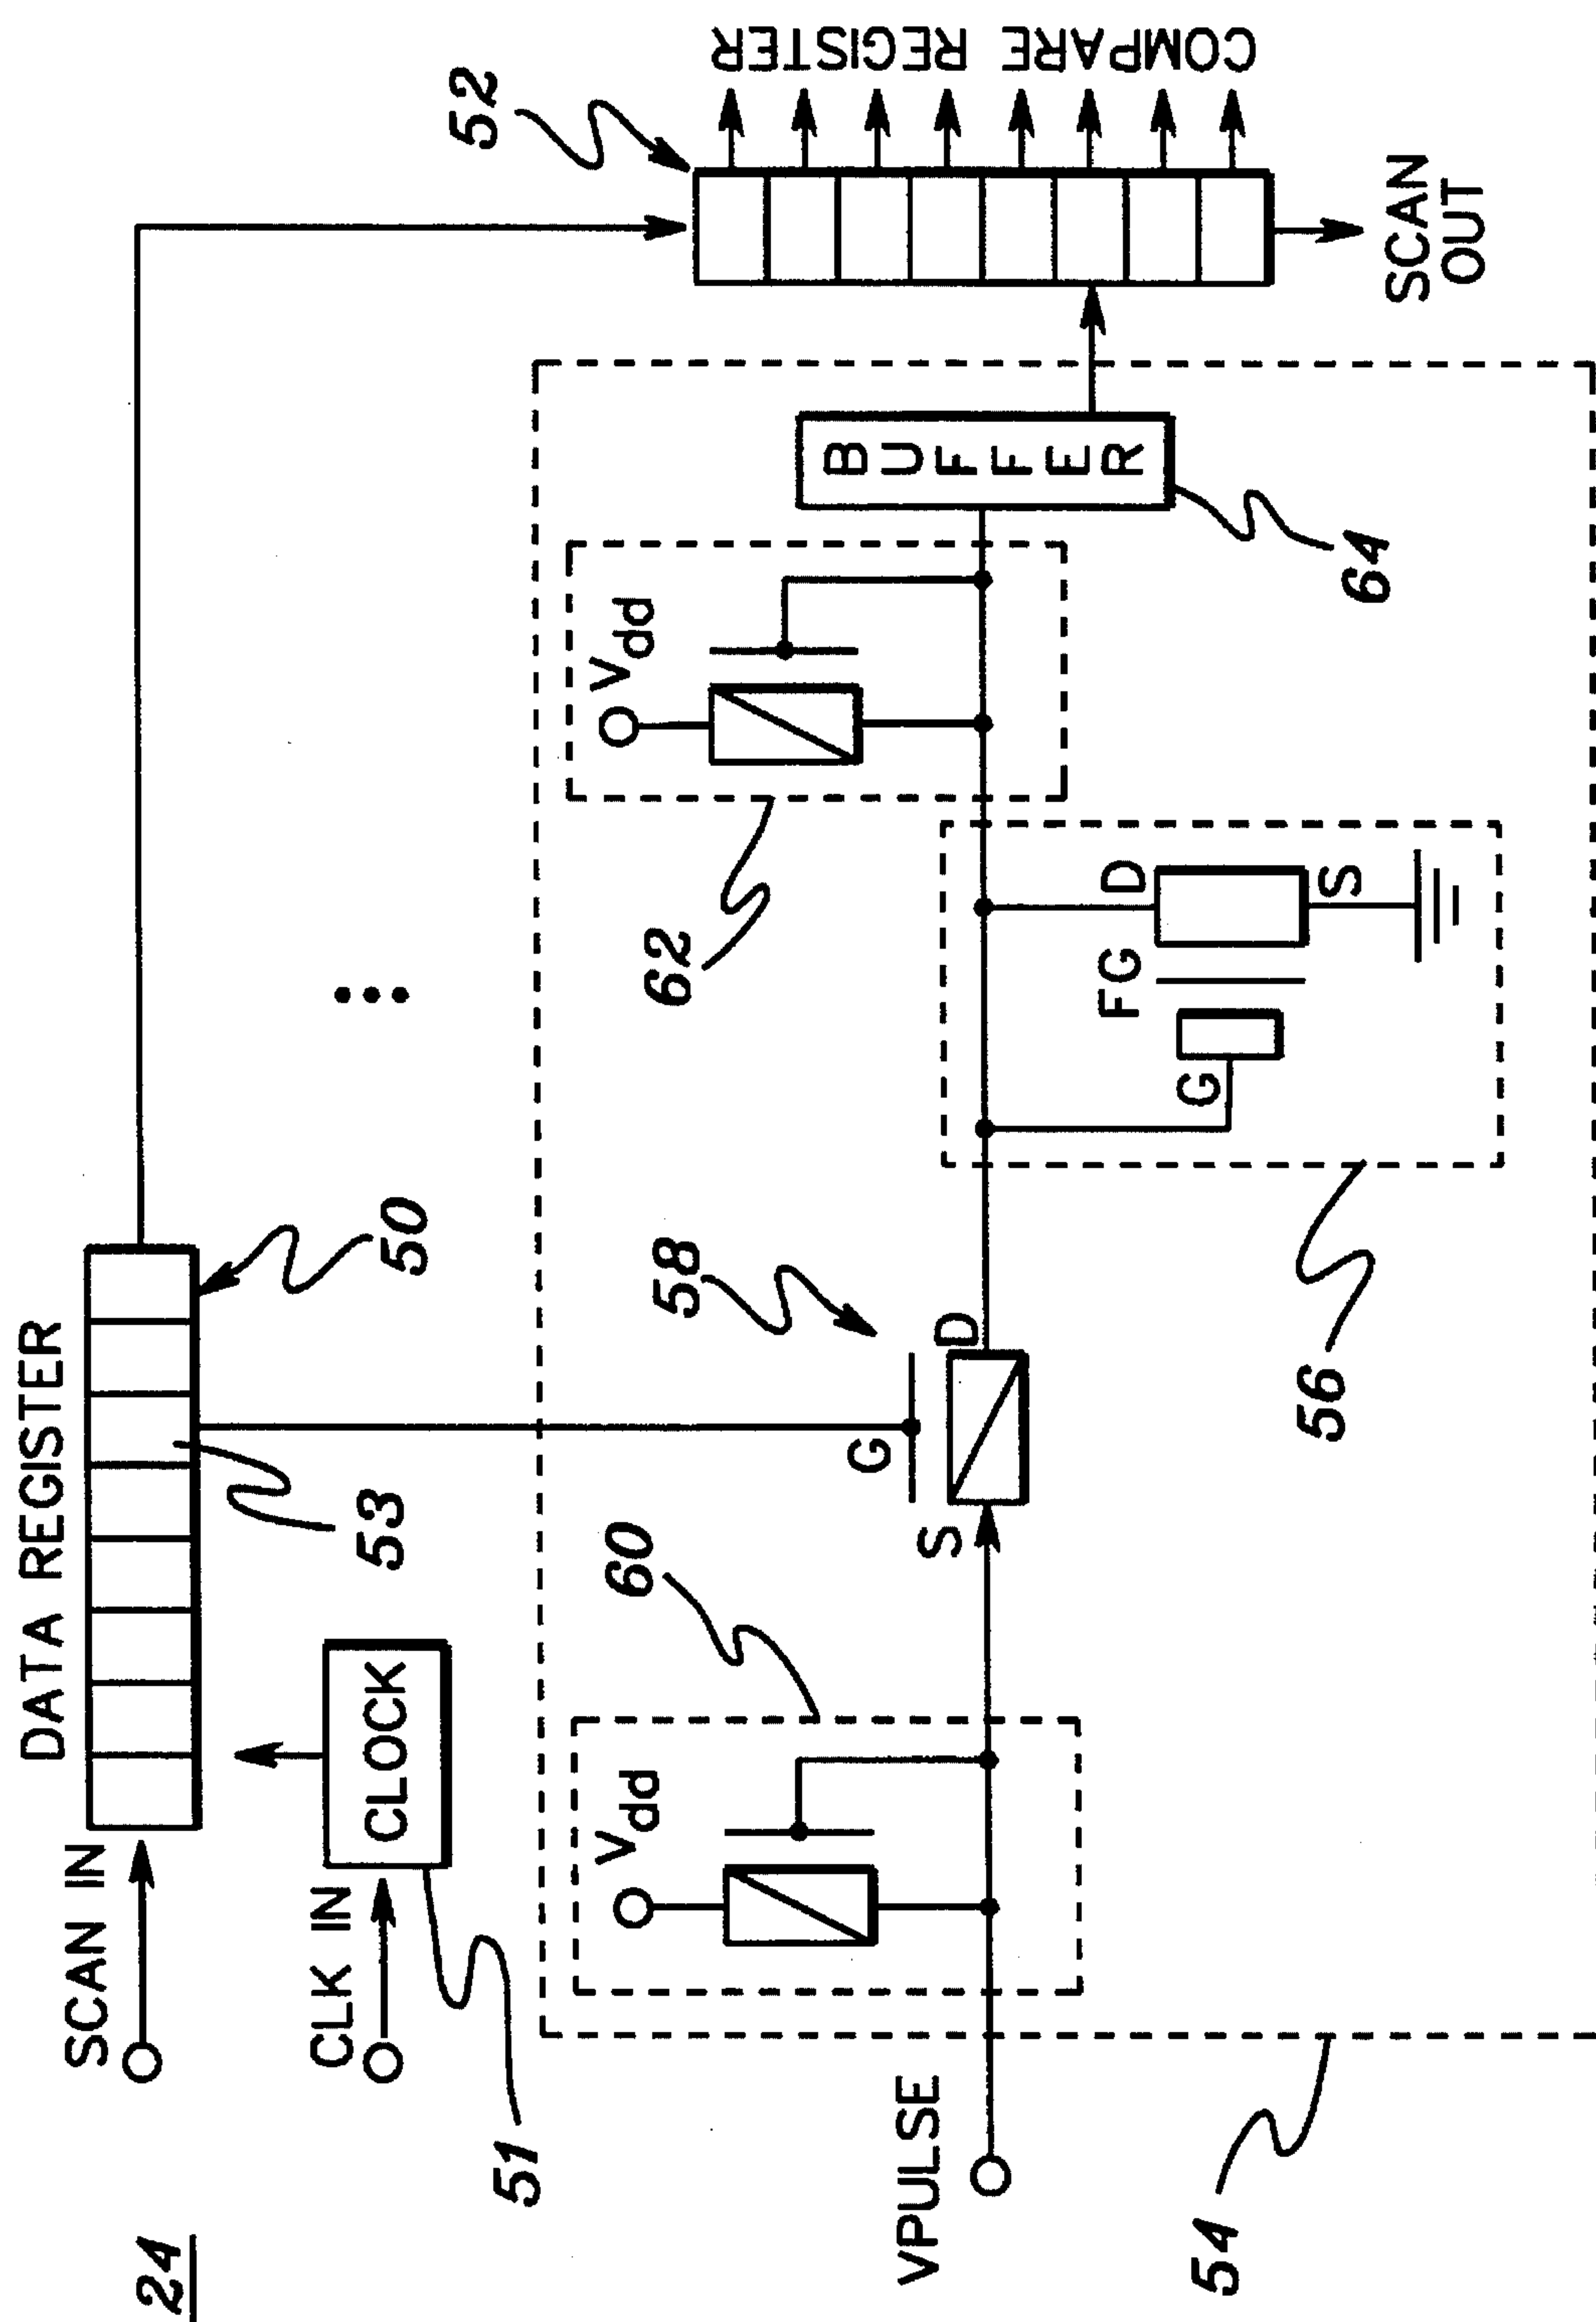 24
DATA REGISTER
SCAN IN
50
53
CLK IN
CLOCK
51
52
COMPARE REGISTER
SCAN
OUT
VPULSE
54
60
Vdd
S
G
D
58
56
G
FG
D
S
62
Vdd
BUFFER
64